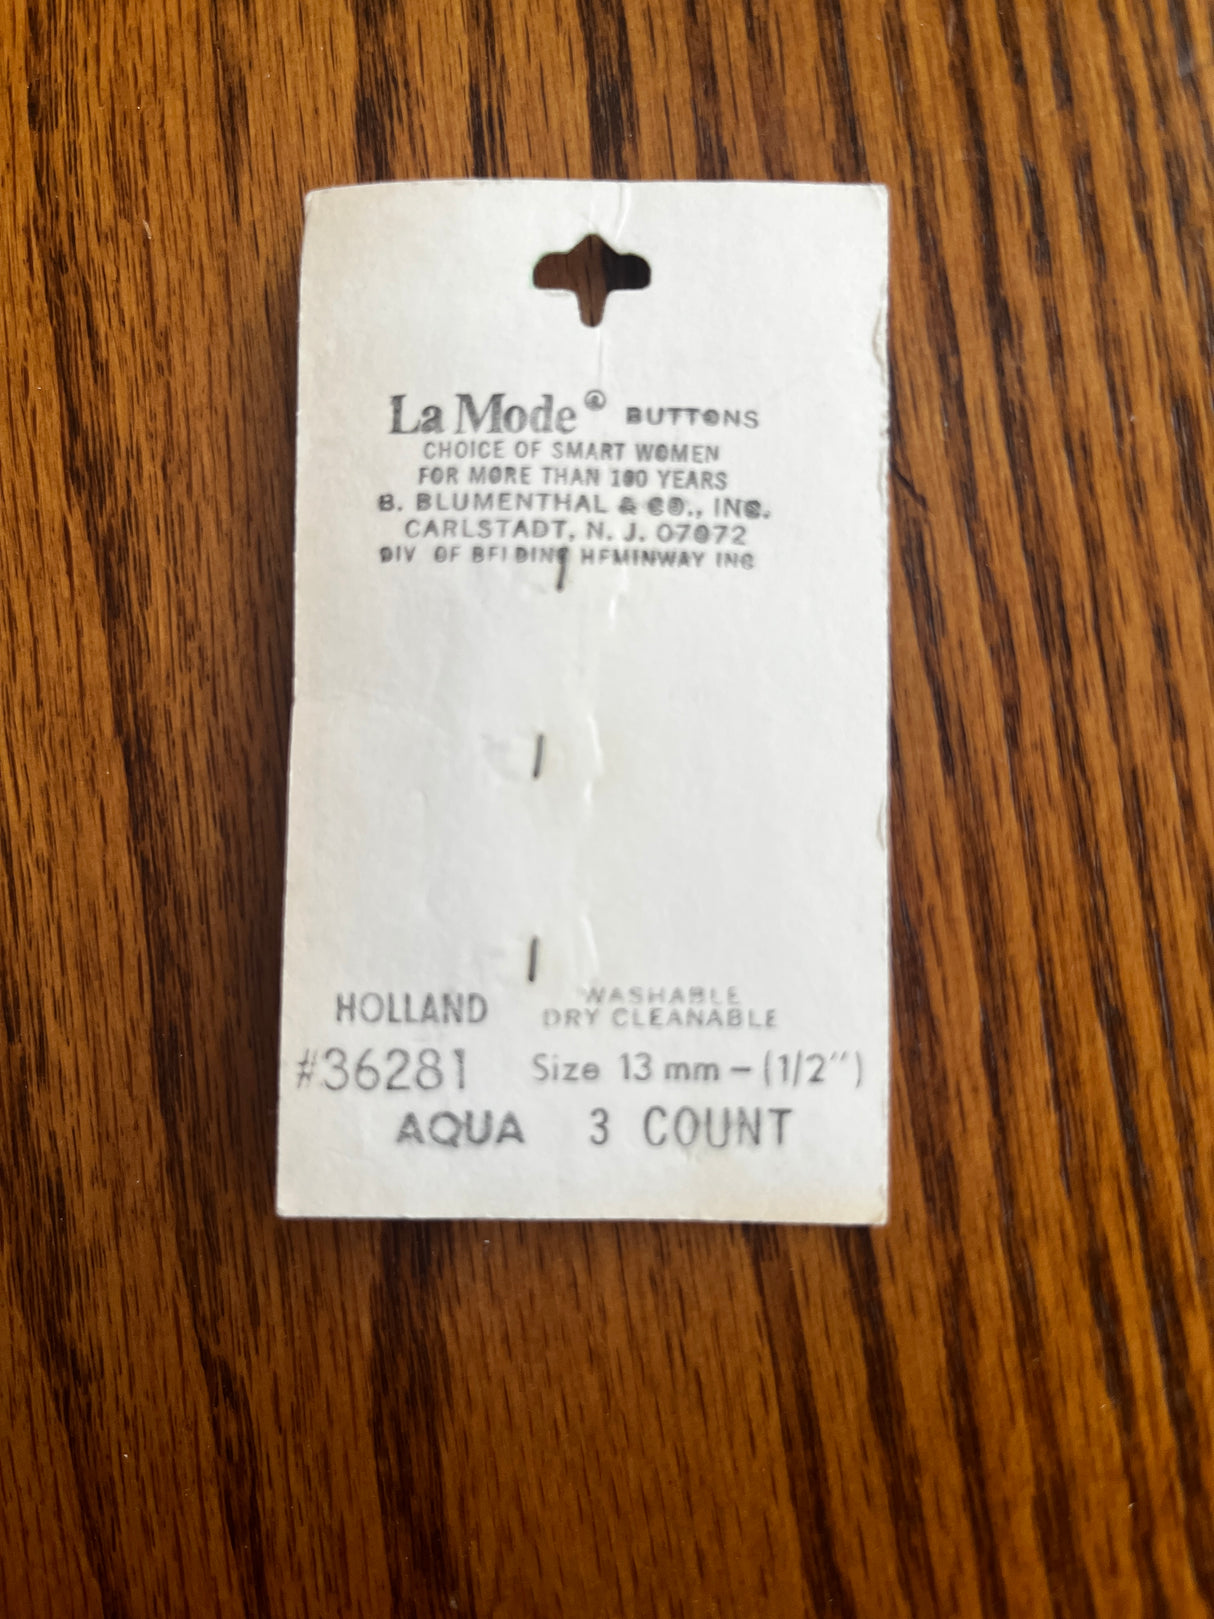 La Mode® BUTTONS
CHOICE OF SMART WOMEN
FOR MORE THAN 100 YEARS
B. BLUMENTHAL & CO., INC.
CARLSTADT, N. J. 07072
DIV OF BELDING HEMINWAY INC
HOLLAND
WASHABLE
DRY CLEANABLE
#36281 Size 13 mm – (1/2")
AQUA 3 COUNT